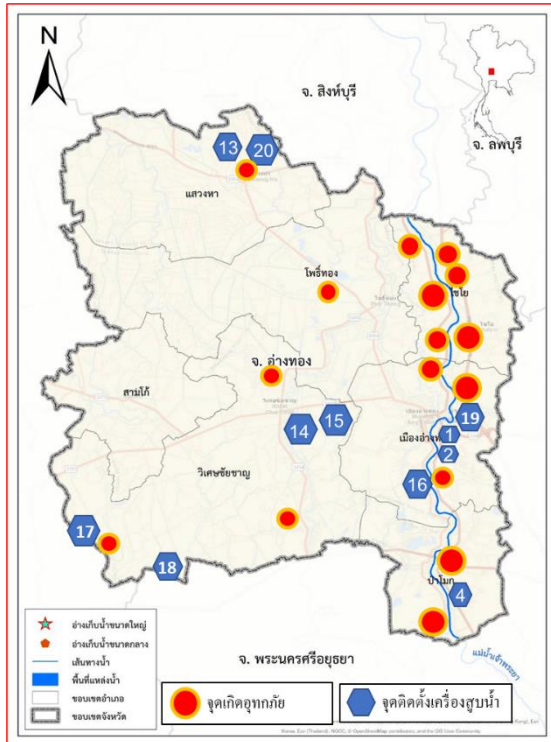 N
จ. สิงห์บุรี
จ. ลพบุรี
13
20
แสวงหา
โพธิ์ทอง
ไชโย
จ. อ่างทอง
สามโก้
19
15
14
เมืองอ่างท
1
2
วิเศษชัยชาญ
16
17
18
ป่าโมก
4
แม่น้ำเจ้าพระยา
จ. พระนครศรีอยุธยา
อ่างเก็บน้ำขนาดใหญ่
อ่างเก็บน้ำขนาดกลาง
เส้นทางน้ำ
พื้นที่แหล่งน้ำ
ขอบเขตอำเภอ
ขอบเขตจังหวัด
จุดเกิดอุทกภัย
จุดติดตั้งเครื่องสูบน้ำ